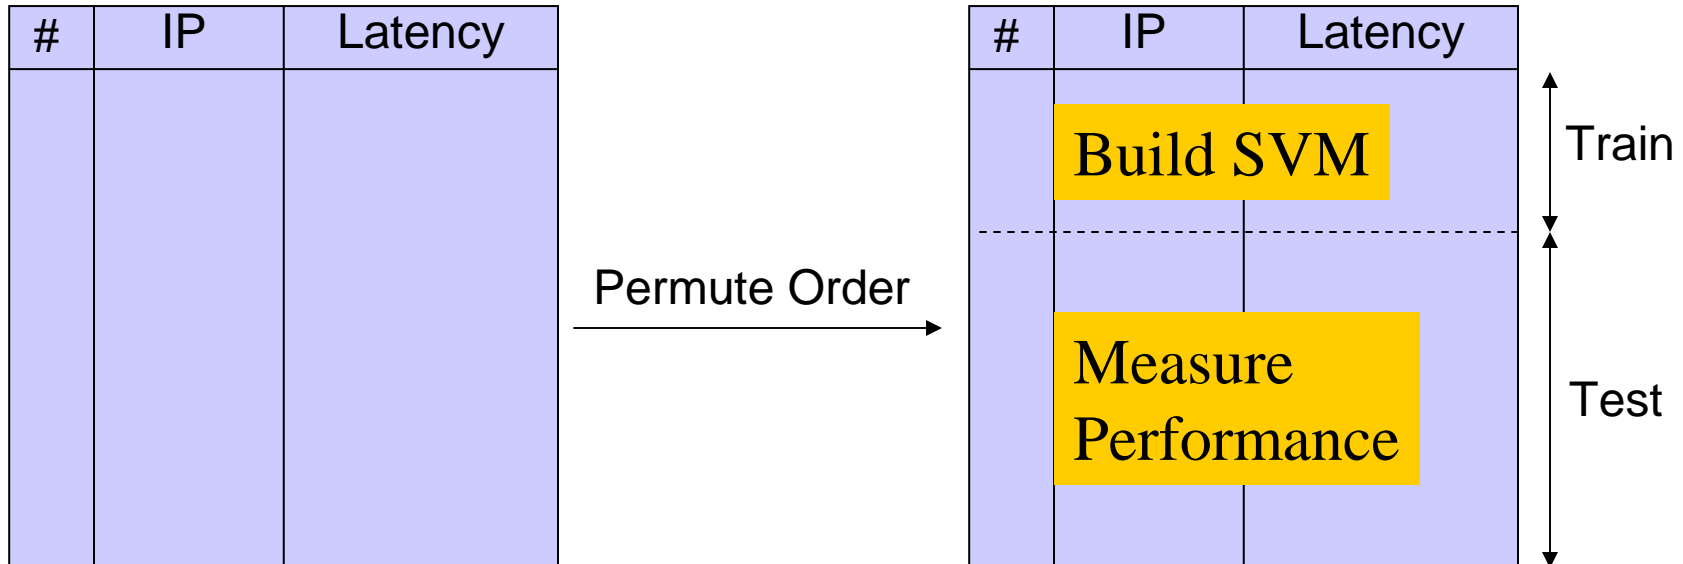 # IP Latency
Permute Order
# IP Latency
Build SVM
Train
Measure
Performance
Test